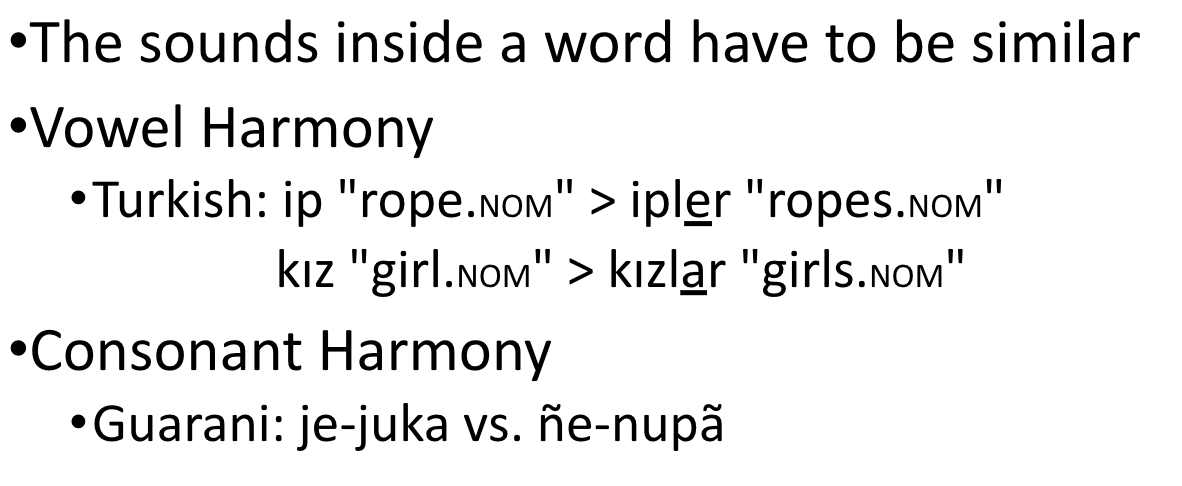 •The sounds inside a word have to be similar
•Vowel Harmony
•Turkish: ip "rope.NOM" > ipler "ropes.NOM"
kız "girl.NOM" > kızlar "girls.NOM"
•Consonant Harmony
•Guarani: je-juka vs. ñe-nupã